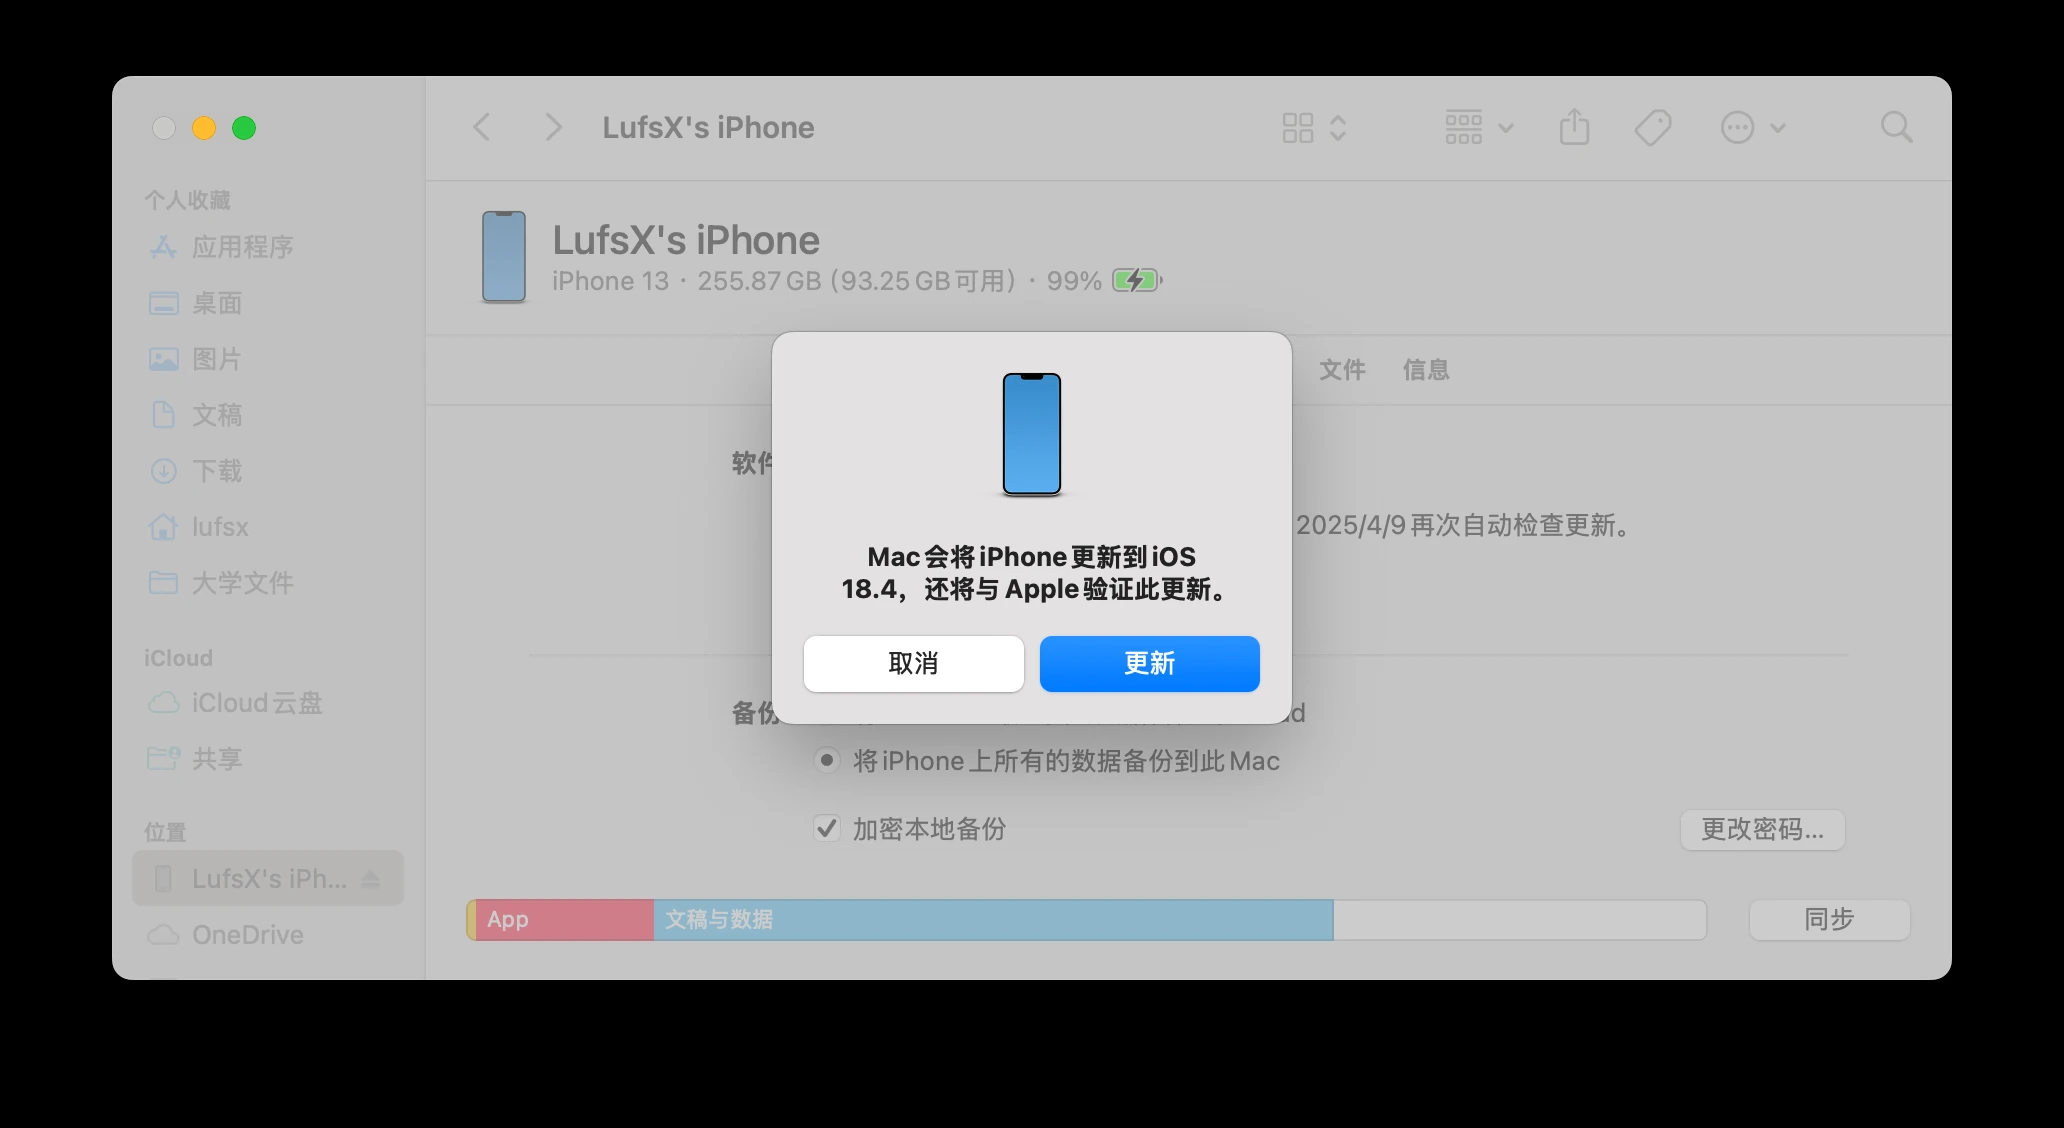 LufsX's iPhone
个人收藏
应用程序
桌面
图片
文稿
下载
lufsx
大学文件
iCloud
iCloud云盘
共享
位置
LufsX's iPh...
OneDrive
LufsX's iPhone
iPhone 13 · 255.87 GB（93.25 GB可用） · 99%
文件 信息
软件
2025/4/9再次自动检查更新。
Mac会将iPhone更新到iOS
18.4，还将与Apple验证此更新。
取消 更新
备份
将iPhone上所有的数据备份到此Mac
加密本地备份 更改密码...
App 文稿与数据 同步